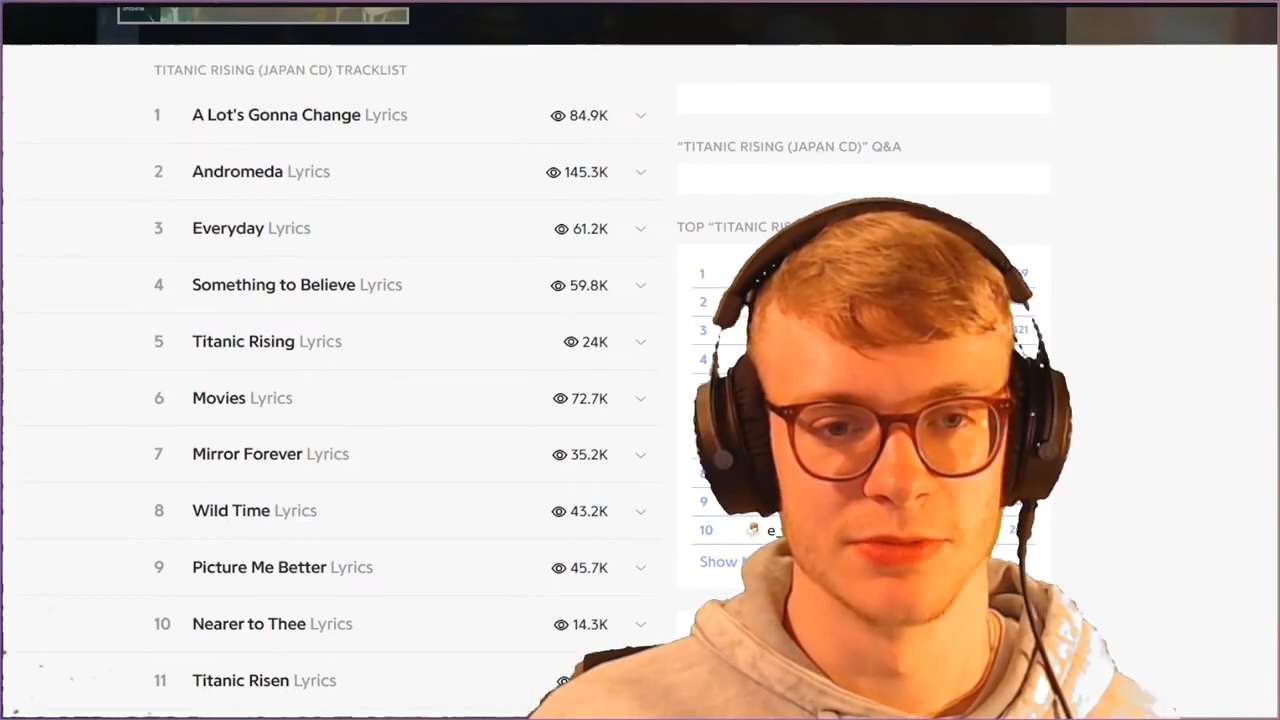 TITANIC RISING (JAPAN CD) TRACKLIST
1 A Lot's Gonna Change Lyrics 84.9K
2 Andromeda Lyrics 145.3K
3 Everyday Lyrics 61.2K
4 Something to Believe Lyrics 59.8K
5 Titanic Rising Lyrics 24K
6 Movies Lyrics 72.7K
7 Mirror Forever Lyrics 35.2K
8 Wild Time Lyrics 43.2K
9 Picture Me Better Lyrics 45.7K
10 Nearer to Thee Lyrics 14.3K
11 Titanic Risen Lyrics
“TITANIC RISING (JAPAN CD)” Q&A
TOP “TITANIC
1
2
3
4
9
10
Show